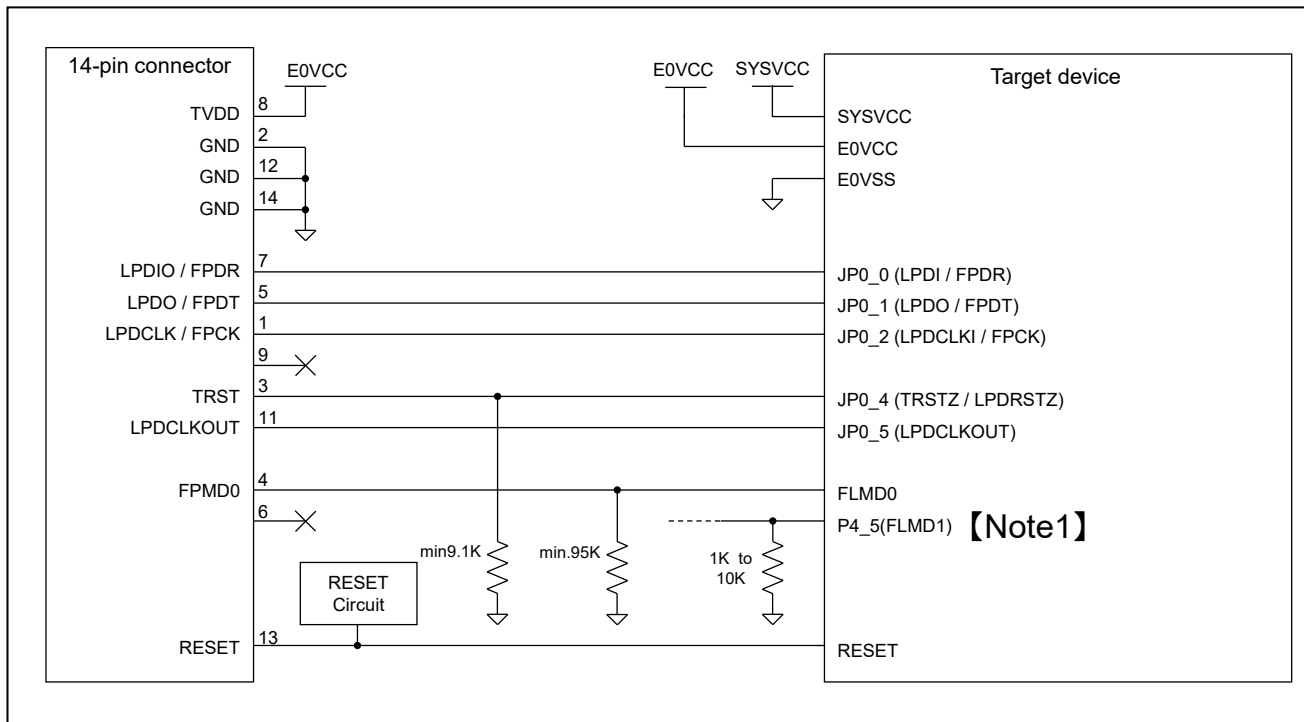 14-pin connector
E0VCC
E0VCC
SYSVCC
Target device
TVDD
8
SYSVCC
GND
2
E0VCC
GND
12
E0VSS
GND
14
LPDIO / FPDR
7
JP0_0 (LPDI / FPDR)
LPDO / FPDT
5
JP0_1 (LPDO / FPDT)
LPDCLK / FPCK
1
JP0_2 (LPDCLKI / FPCK)
9
TRST
3
JP0_4 (TRSTZ / LPDRSTZ)
LPDCLKOUT
11
JP0_5 (LPDCLKOUT)
FPMD0
4
FLMD0
6
P4_5(FLMD1) 【Note1】
min9.1K
min.95K
1K to
10K
RESET
Circuit
RESET
13
RESET